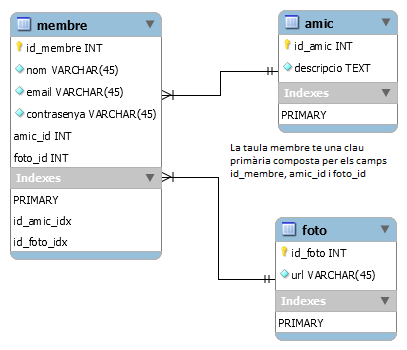 membre
id_membre INT
nom VARCHAR(45)
email VARCHAR(45)
contrasenya VARCHAR(45)
amic_id INT
foto_id INT
Indexes
PRIMARY
id_amic_idx
id_foto_idx
amic
id_amic INT
descripcio TEXT
Indexes
PRIMARY
La taula membre te una clau
primària composta per els camps
id_membre, amic_id i foto_id
foto
id_foto INT
url VARCHAR(45)
Indexes
PRIMARY